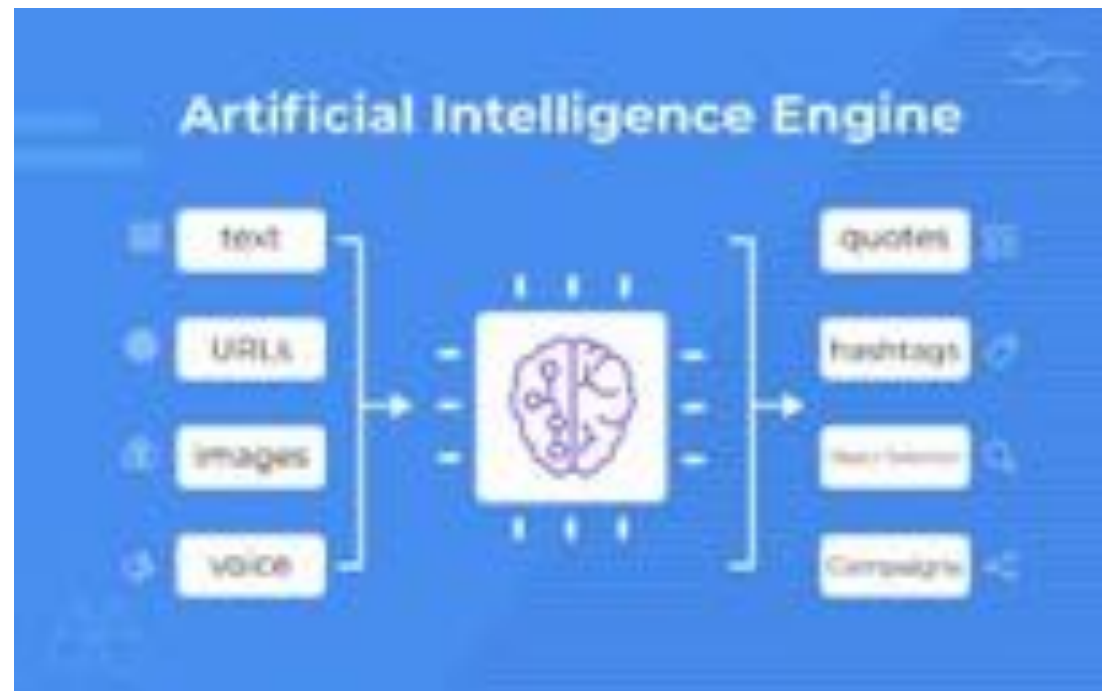 Artificial Intelligence Engine
text
URLs
images
voice
quotes
hashtags
Campaigns